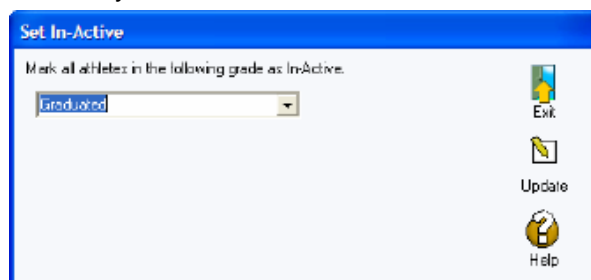 Set In-Active
Mark all athletes in the following grade as In-Active.
Graduated
Exit
Update
Help